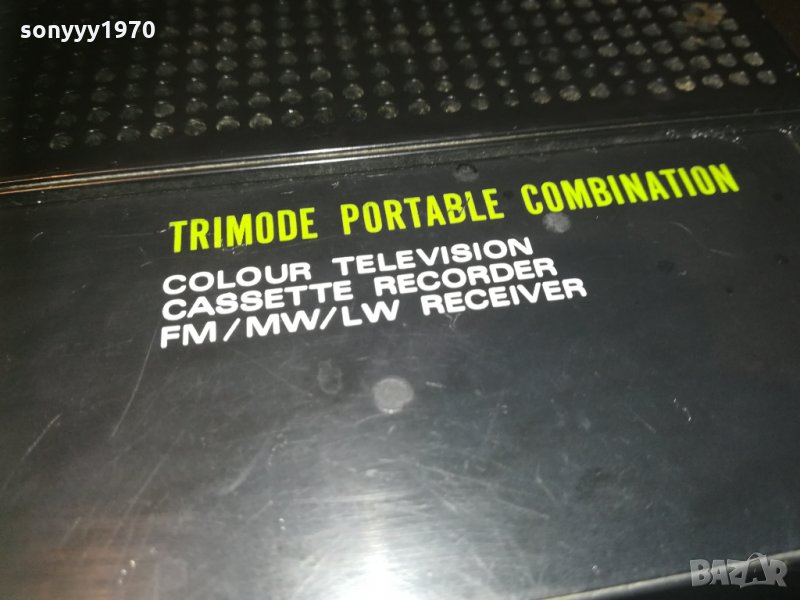 sonyyy1970
TRIMODE PORTABLE COMBINATION
COLOUR TELEVISION
CASSETTE RECORDER
FM/MW/LW RECEIVER
BAZAR